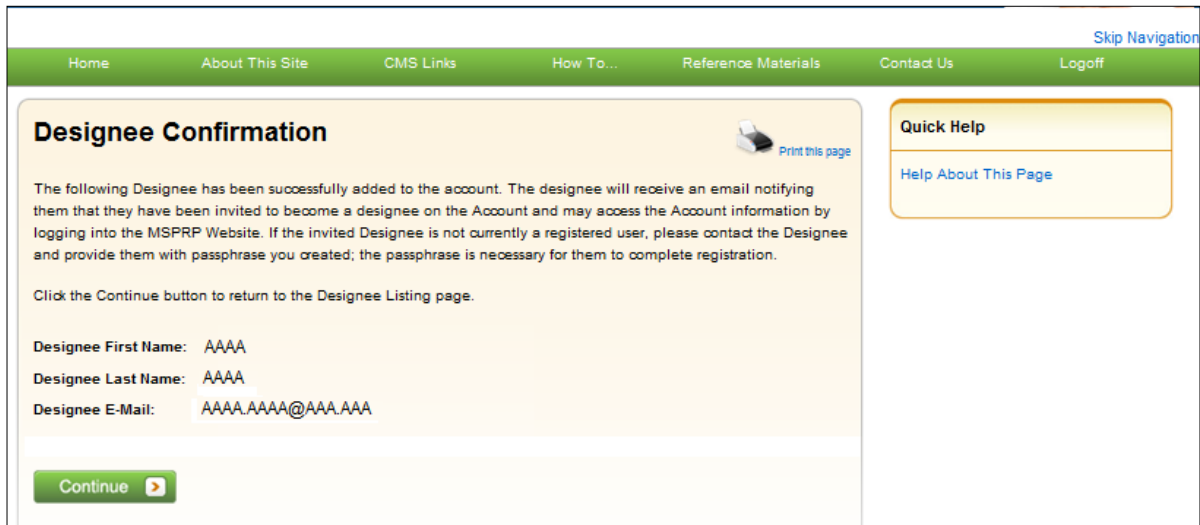 Skip Navigation
Home About This Site CMS Links How To... Reference Materials Contact Us Logoff
Designee Confirmation
Print this page
The following Designee has been successfully added to the account. The designee will receive an email notifying
them that they have been invited to become a designee on the Account and may access the Account information by
logging into the MSPRP Website. If the invited Designee is not currently a registered user, please contact the Designee
and provide them with passphrase you created; the passphrase is necessary for them to complete registration.
Click the Continue button to return to the Designee Listing page.
Designee First Name: AAAA
Designee Last Name: AAAA
Designee E-Mail: AAAA.AAAA@AAA.AAA
Continue
Quick Help
Help About This Page